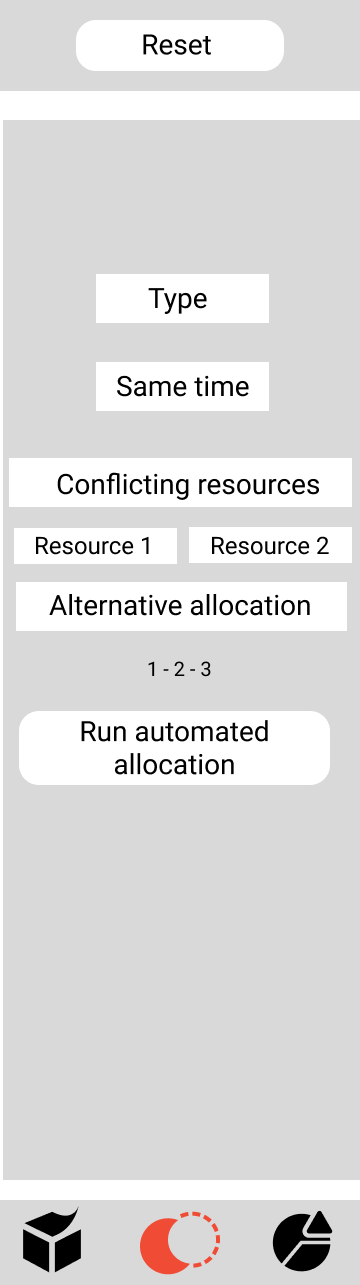 Reset
Type
Same time
Conflicting resources
Resource 1
Resource 2
Alternative allocation
1 - 2 - 3
Run automated
allocation